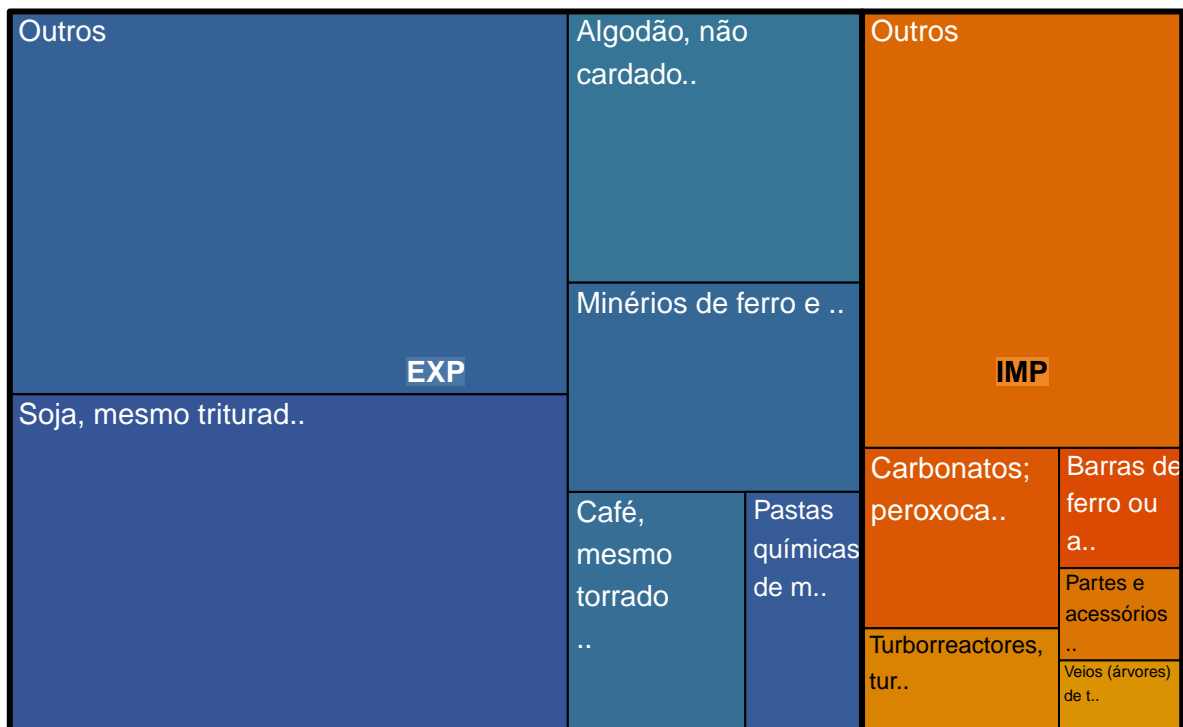 Outros
EXP
Soja, mesmo triturad..
Algodão, não
cardado..
Minérios de ferro e ..
Café,
mesmo
torrado
..
Pastas
químicas
de m..
Outros
IMP
Carbonatos;
peroxoca..
Barras de
ferro ou
a..
Turborreactores,
tur..
Partes e
acessórios
..
Veios (árvores)
de t..